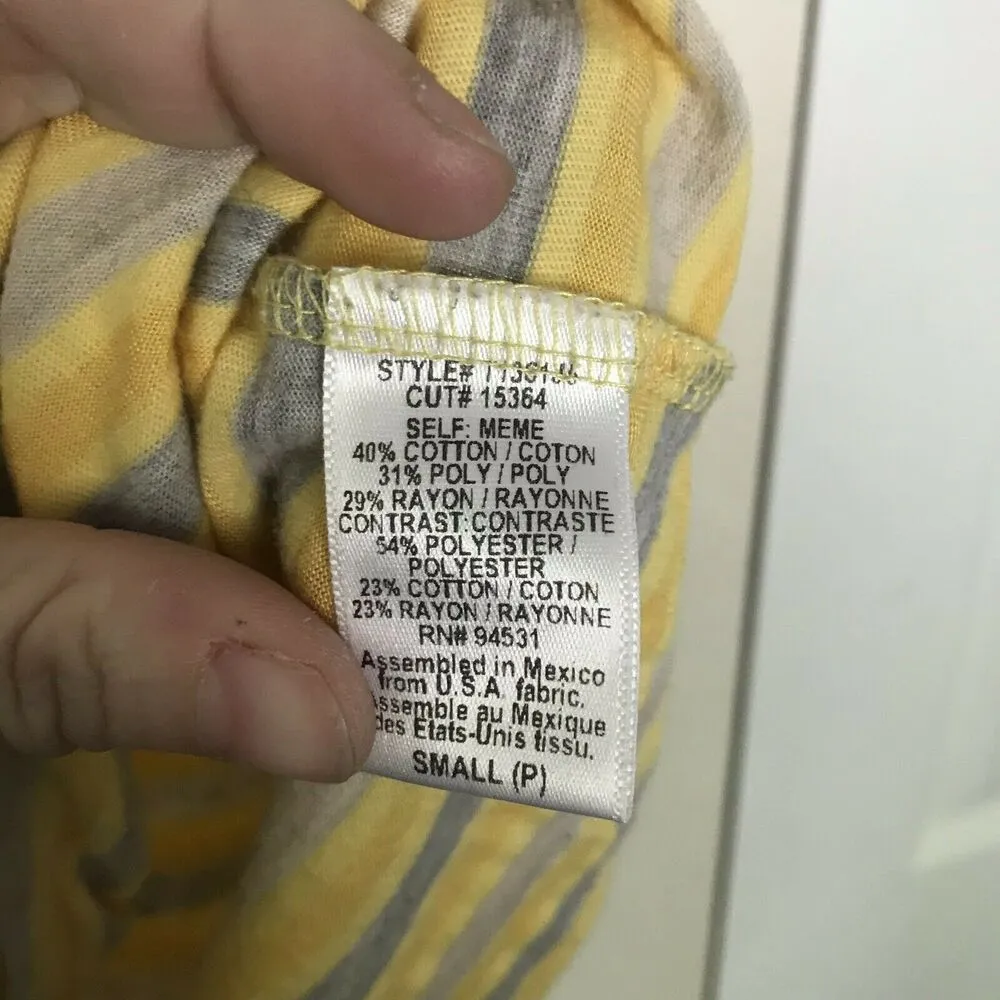 STYLE#
CUT# 15364
SELF: MEME
40% COTTON / COTON
31% POLY / POLY
29% RAYON / RAYONNE
CONTRAST:CONTRASTE
54% POLYESTER /
POLYESTER
23% COTTON / COTON
23% RAYON / RAYONNE
RN# 94531
Assembled in Mexico
from U.S.A. fabric.
ssemble au Mexique
des Etats-Unis tissu.
SMALL (P)